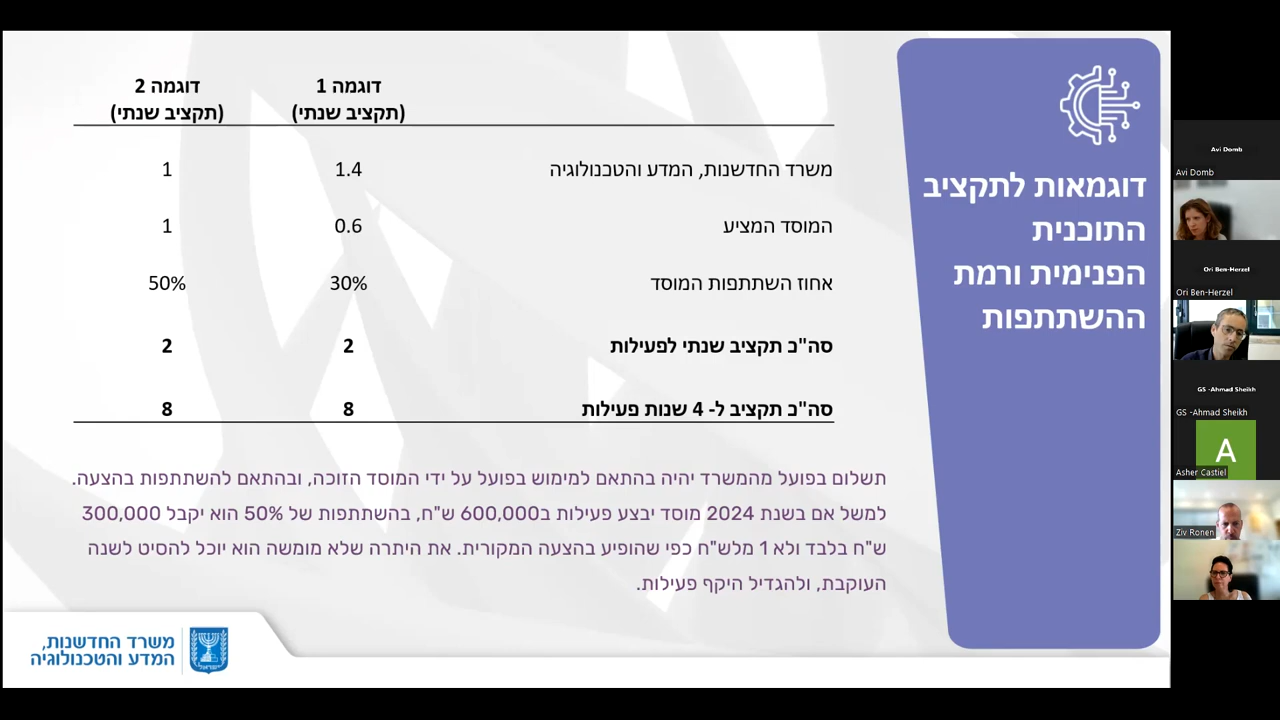 דוגמאות לתקציב
התוכנית
הפנימית ורמת
ההשתתפות
דוגמה 1 דוגמה 2
(תקציב שנתי) (תקציב שנתי)
משרד החדשנות, המדע והטכנולוגיה 1.4 1
המוסד המציע 0.6 1
אחוז השתתפות המוסד 30% 50%
סה"כ תקציב שנתי לפעילות 2 2
סה"כ תקציב ל- 4 שנות פעילות 8 8
תשלום בפועל מהמשרד יהיה בהתאם למימוש בפועל על ידי המוסד הזוכה, ובהתאם להשתתפות בהצעה.
למשל אם בשנת 2024 מוסד יבצע פעילות ב600,000 ש"ח, בהשתתפות של 50% הוא יקבל 300,000
ש"ח בלבד ולא 1 מלש"ח כפי שהופיע בהצעה המקורית. את היתרה שלא מומשה הוא יוכל להסיט לשנה
העוקבת, ולהגדיל היקף פעילות.
משרד החדשנות,
המדע והטכנולוגיה
Avi Domb
Avi Domb
Ori Ben-Herzel
Ori Ben-Herzel
GS -Ahmad Sheikh
GS -Ahmad Sheikh
A
Asher Castiel
Ziv Ronen